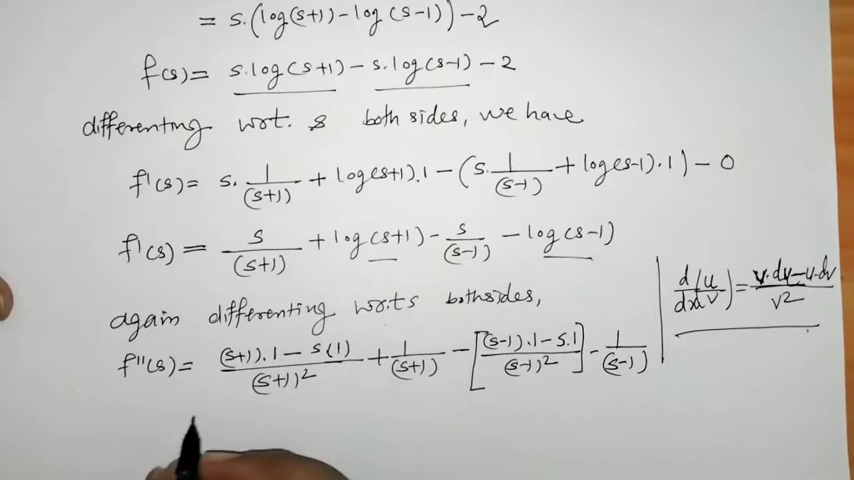 = s.(log(s+1) - log(s-1)) - 2
f(s) = s.log(s+1) - s.log(s-1) - 2
differenting wrt. s both sides, we have
f'(s) = s. 1/(s+1) + log(s+1).1 - (s. 1/(s-1) + log(s-1).1) - 0
f'(s) = s/(s+1) + log(s+1) - s/(s-1) - log(s-1)
again differenting w.r.t s bothsides,
d/dx(u/v) = v.du - u.dv / v²
f''(s) = (s+1).1 - s(1) / (s+1)² + 1/(s+1) - [(s-1).1 - s.1 / (s-1)²] - 1/(s-1)